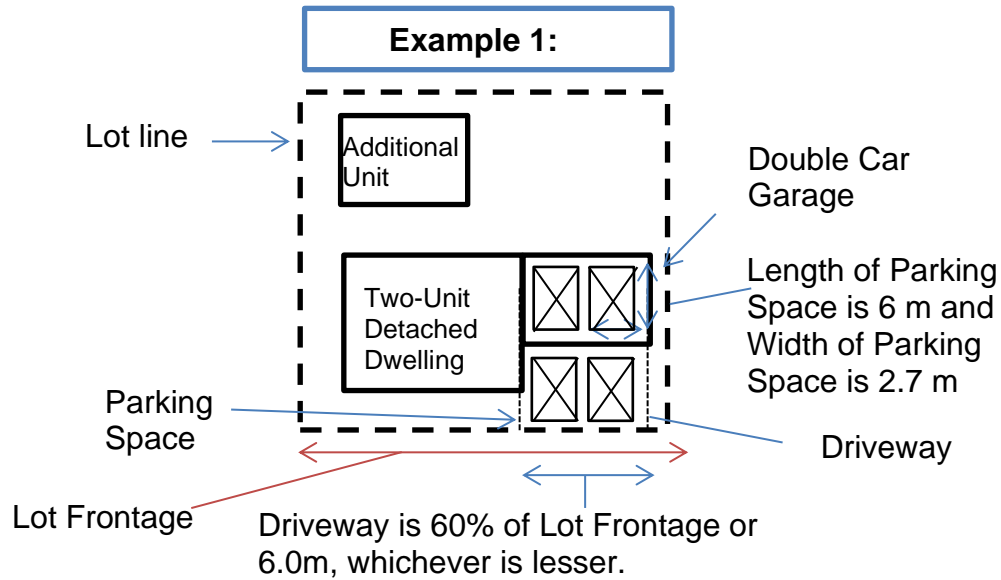 Example 1:
Lot line
Additional
Unit
Double Car
Garage
Length of Parking
Space is 6 m and
Width of Parking
Space is 2.7 m
Two-Unit
Detached
Dwelling
Parking
Space
Driveway
Lot Frontage
Driveway is 60% of Lot Frontage or
6.0m, whichever is lesser.